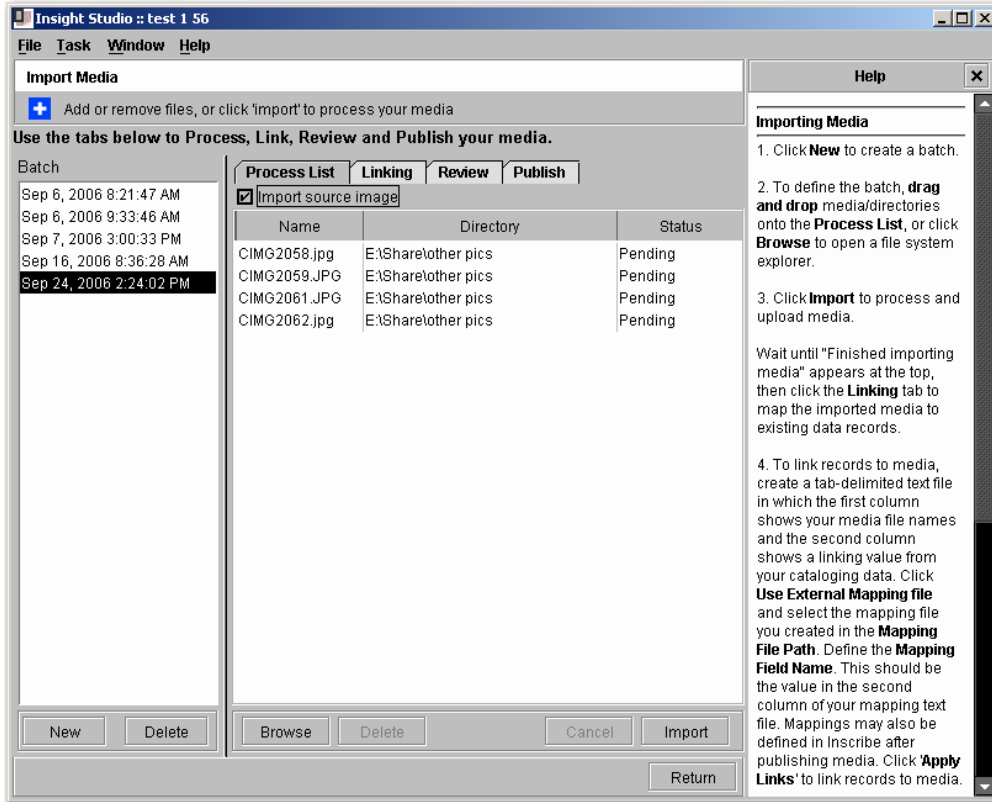 Insight Studio :: test 1 56
File Task Window Help
Import Media
Add or remove files, or click 'import' to process your media
Use the tabs below to Process, Link, Review and Publish your media.
Batch
Sep 6, 2006 8:21:47 AM
Sep 6, 2006 9:33:46 AM
Sep 7, 2006 3:00:33 PM
Sep 16, 2006 8:36:28 AM
Sep 24, 2006 2:24:02 PM
New Delete
Process List Linking Review Publish
Import source image
Name Directory Status
CIMG2058.jpg E:\Share\other pics Pending
CIMG2059.JPG E:\Share\other pics Pending
CIMG2061.JPG E:\Share\other pics Pending
CIMG2062.jpg E:\Share\other pics Pending
Browse Delete Cancel Import
Return
Help
Importing Media
1. Click New to create a batch.
2. To define the batch, drag
and drop media/directories
onto the Process List, or click
Browse to open a file system
explorer.
3. Click Import to process and
upload media.
Wait until "Finished importing
media" appears at the top,
then click the Linking tab to
map the imported media to
existing data records.
4. To link records to media,
create a tab-delimited text file
in which the first column
shows your media file names
and the second column
shows a linking value from
your cataloging data. Click
Use External Mapping file
and select the mapping file
you created in the Mapping
File Path. Define the Mapping
Field Name. This should be
the value in the second
column of your mapping text
file. Mappings may also be
defined in Inscribe after
publishing media. Click 'Apply
Links' to link records to media.